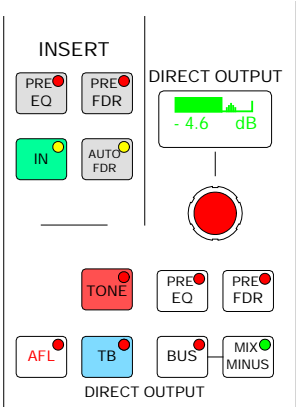 INSERT
PRE
EQ
PRE
FDR
DIRECT OUTPUT
- 4.6 dB
IN
AUTO
FDR
TONE
PRE
EQ
PRE
FDR
AFL
TB
BUS
MIX
MINUS
DIRECT OUTPUT